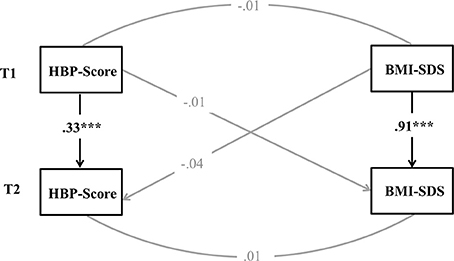 -.01
T1
HBP-Score
BMI-SDS
-.01
.33***
.91***
-.04
T2
HBP-Score
BMI-SDS
.01